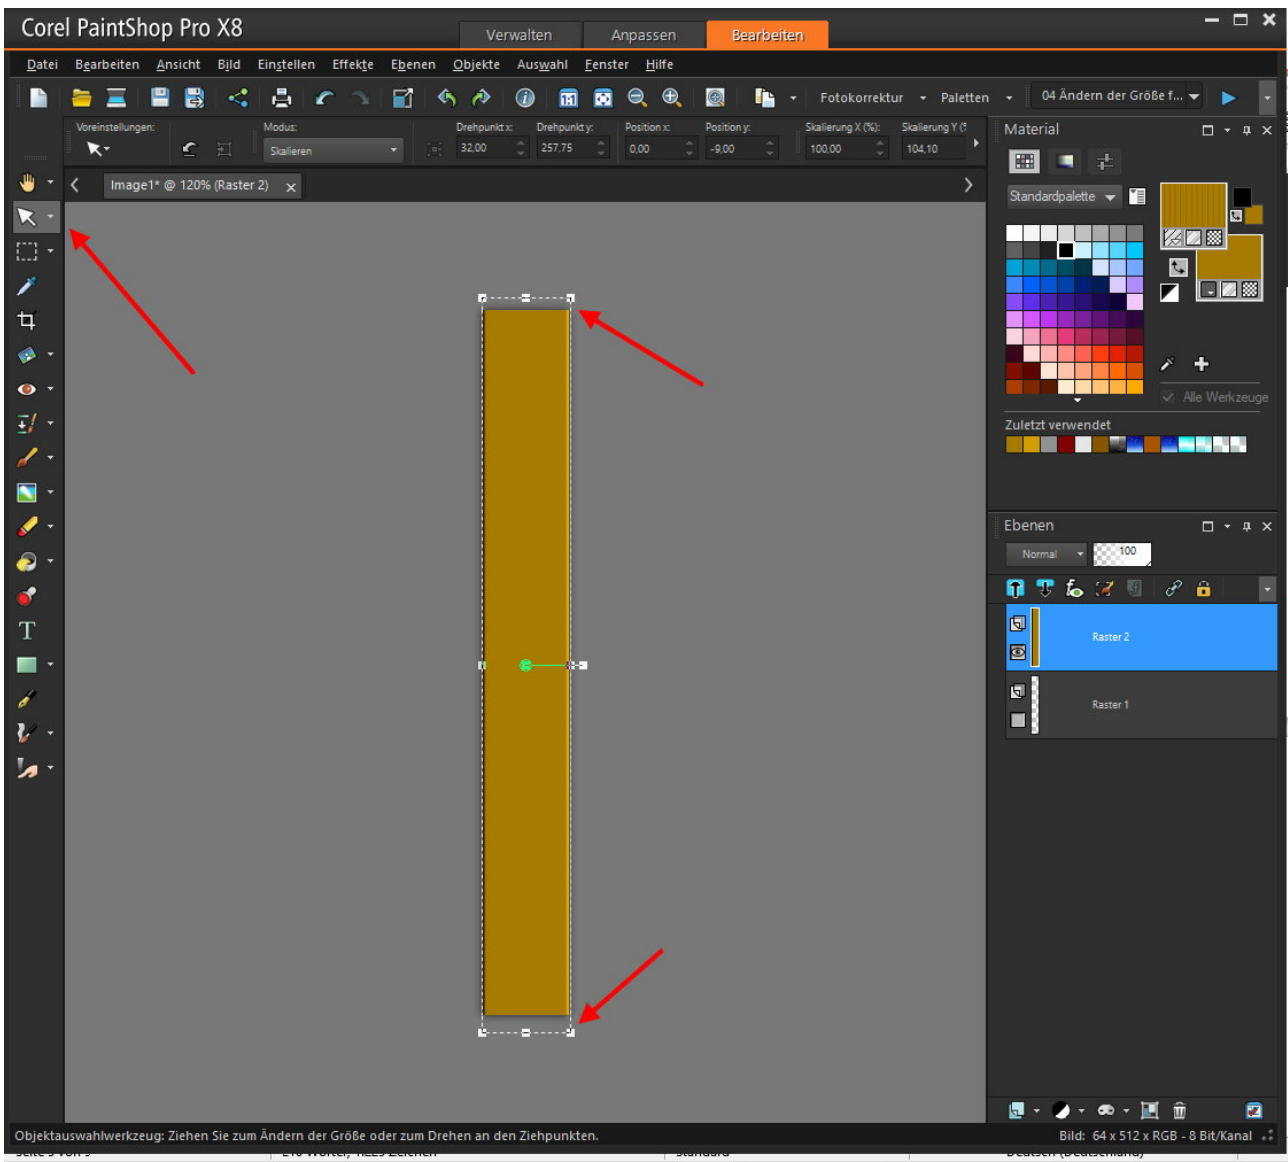 Corel PaintShop Pro X8
Verwalten
Anpassen
Bearbeiten
Datei Bearbeiten Ansicht Bild Einstellen Effekte Ebenen Objekte Auswahl Fenster Hilfe
1:1
Fotokorrektur
Paletten
04 Ändern der Größe f...
Voreinstellungen:
Modus:
Drehpunkt x:
Drehpunkt y:
Position x:
Position y:
Skalierung X (%):
Skalierung Y (%
Skalieren
32,00
257,75
0,00
-9,00
100,00
104,10
Image1* @ 120% (Raster 2)
Material
Standardpalette
Alle Werkzeuge
Zuletzt verwendet
Ebenen
Normal
100
Raster 2
Raster 1
Objektauswahlwerkzeug: Ziehen Sie zum Ändern der Größe oder zum Drehen an den Ziehpunkten.
Bild: 64 x 512 x RGB - 8 Bit/Kanal